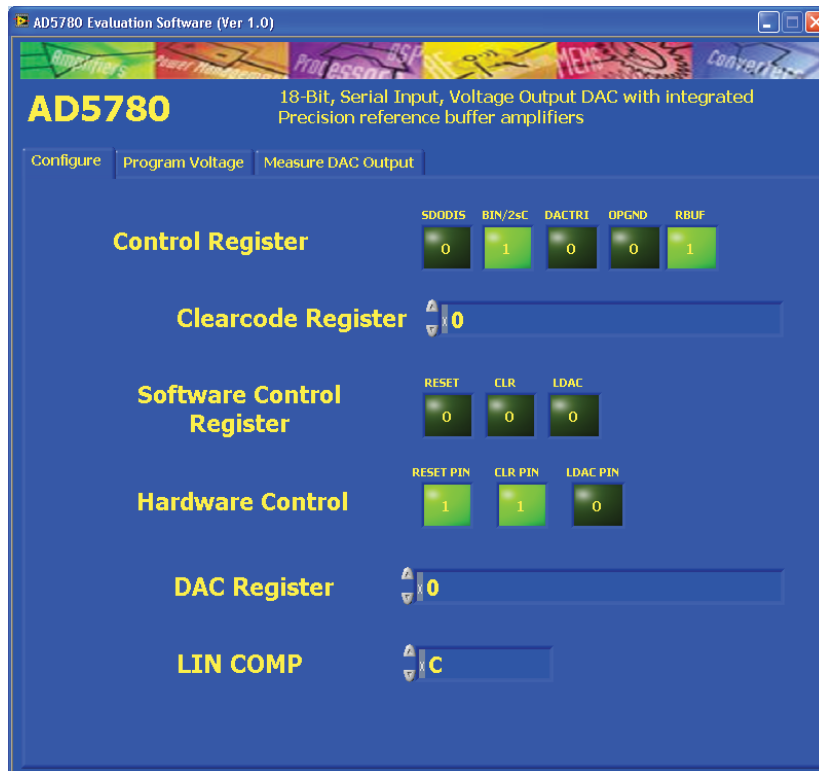 AD5780 Evaluation Software (Ver 1.0)
Amplifiers Power Management Processor DSP MEMS Converters
AD5780
18-Bit, Serial Input, Voltage Output DAC with integrated
Precision reference buffer amplifiers
Configure Program Voltage Measure DAC Output
SDODIS BIN/2sC DACTRI OPGND RBUF
Control Register 0 1 0 0 1
Clearcode Register x 0
RESET CLR LDAC
Software Control
Register
0 0 0
RESET PIN CLR PIN LDAC PIN
Hardware Control 1 1 0
DAC Register x 0
LIN COMP x C